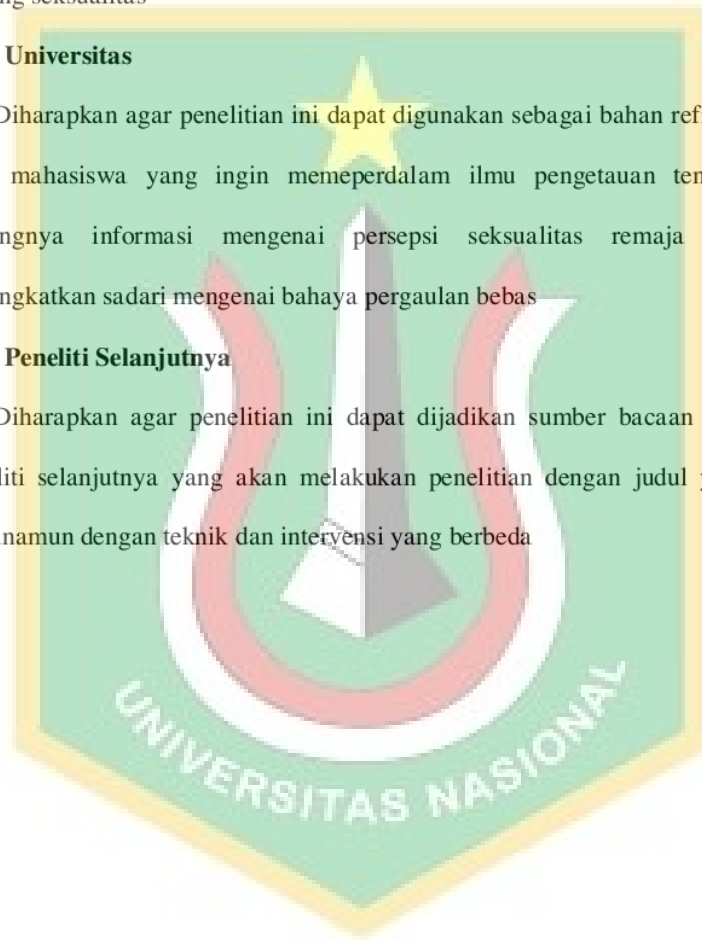 ng seksualitas
Universitas
Diharapkan agar penelitian ini dapat digunakan sebagai bahan ref
mahasiswa yang ingin memeperdalam ilmu pengetauan ten
ngnya informasi mengenai persepsi seksualitas remaja
ngkatkan sadari mengenai bahaya pergaulan bebas
Peneliti Selanjutnya
Diharapkan agar penelitian ini dapat dijadikan sumber bacaan
liti selanjutnya yang akan melakukan penelitian dengan judul
namun dengan teknik dan intervensi yang berbeda
UNIVERSITAS NASIONAL